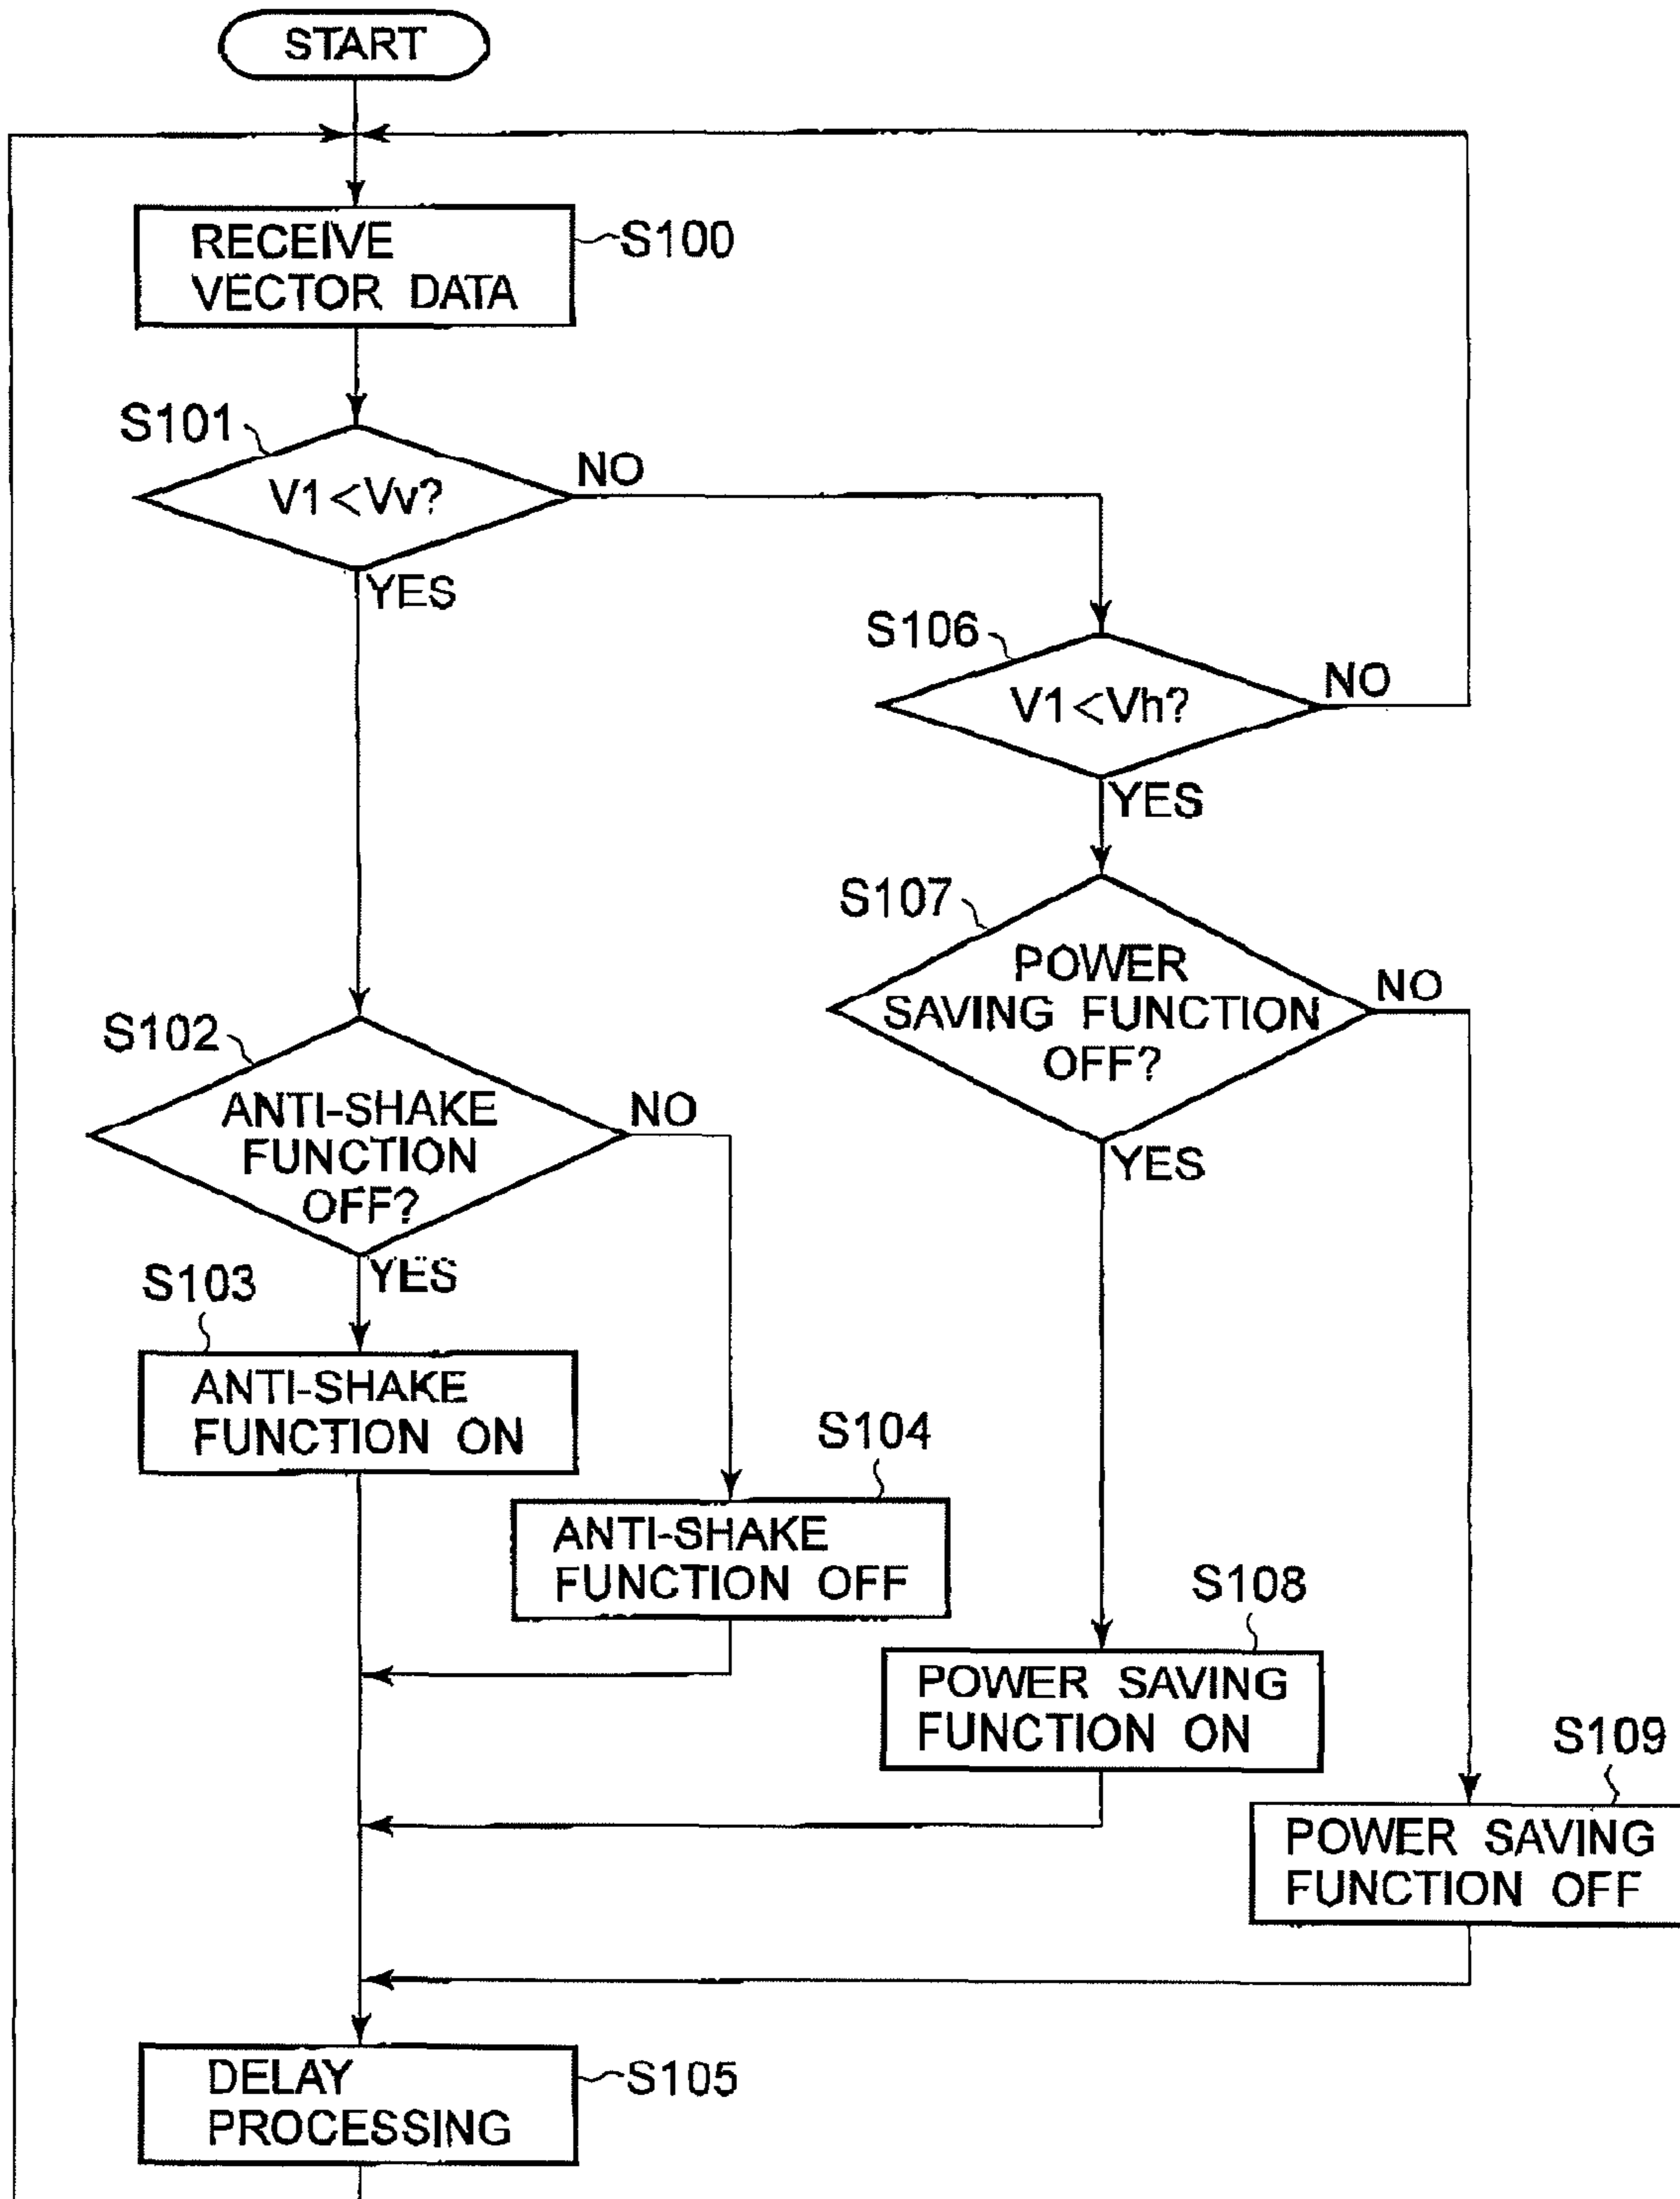 START
RECEIVE
VECTOR DATA
S100
S101
V1<Vv?
NO
YES
S106
V1<Vh?
NO
YES
S107
POWER
SAVING FUNCTION
OFF?
NO
YES
S102
ANTI-SHAKE
FUNCTION
OFF?
NO
YES
S103
ANTI-SHAKE
FUNCTION ON
S104
ANTI-SHAKE
FUNCTION OFF
S108
POWER SAVING
FUNCTION ON
S109
POWER SAVING
FUNCTION OFF
DELAY
PROCESSING
S105